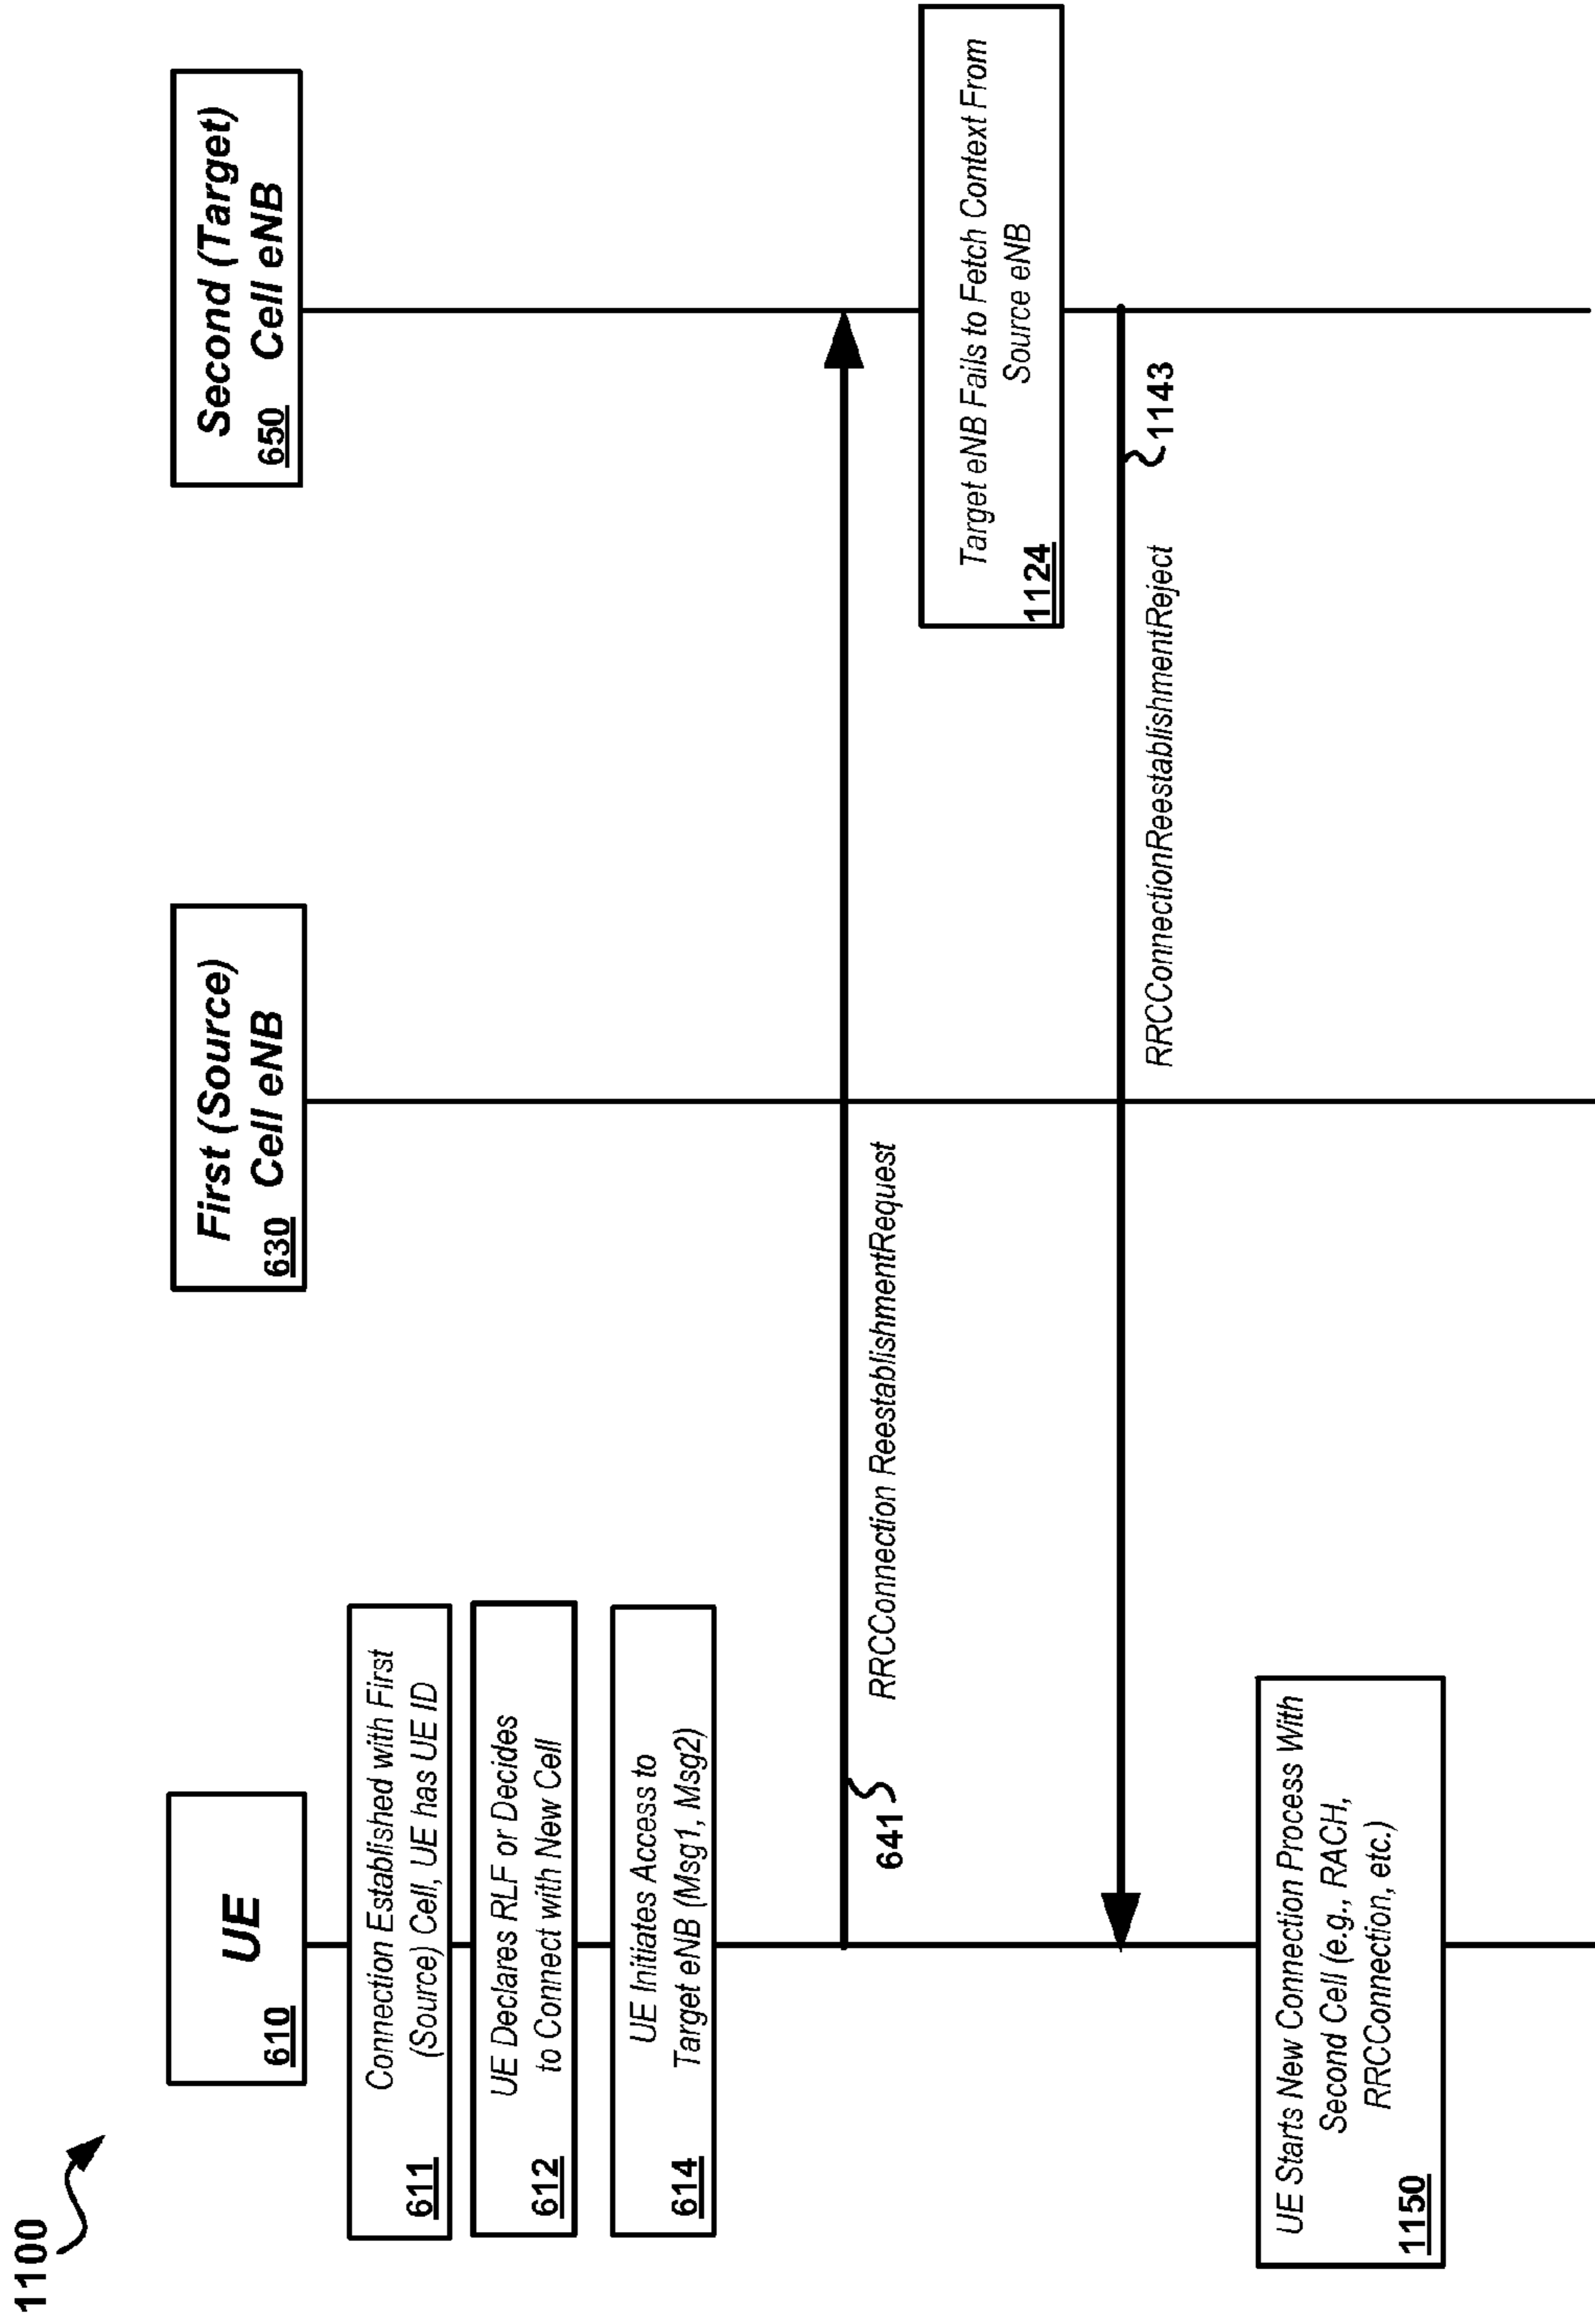 1100
UE
610
First (Source)
630 Cell eNB
Second (Target)
650 Cell eNB
Connection Established with First
(Source) Cell, UE has UE ID
611
UE Declares RLF or Decides
to Connect with New Cell
612
UE Initiates Access to
Target eNB (Msg1, Msg2)
614
641
RRCConnection ReestablishmentRequest
Target eNB Fails to Fetch Context From
Source eNB
1124
RRCConnectionReestablishmentReject
1143
UE Starts New Connection Process With
Second Cell (e.g., RACH,
RRCConnection, etc.)
1150